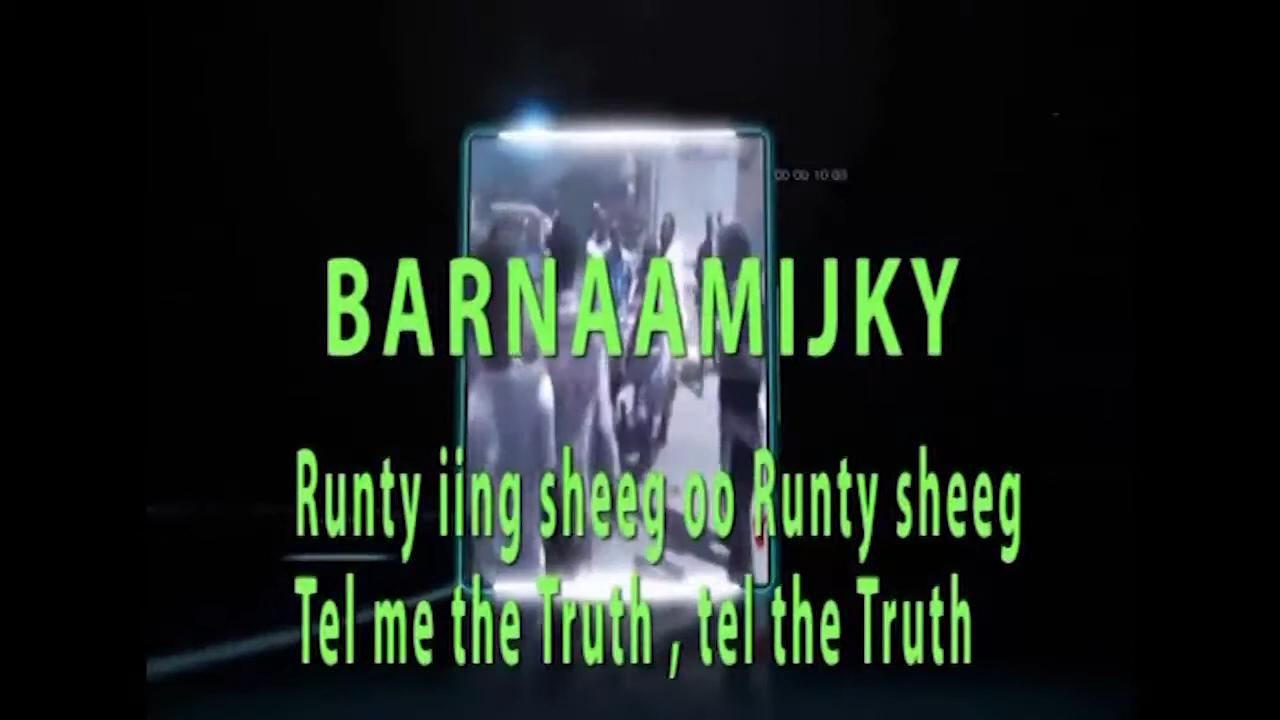 BARNAAMIJKY
Runty iing sheeg oo Runty sheeg
Tel me the Truth , tel the Truth